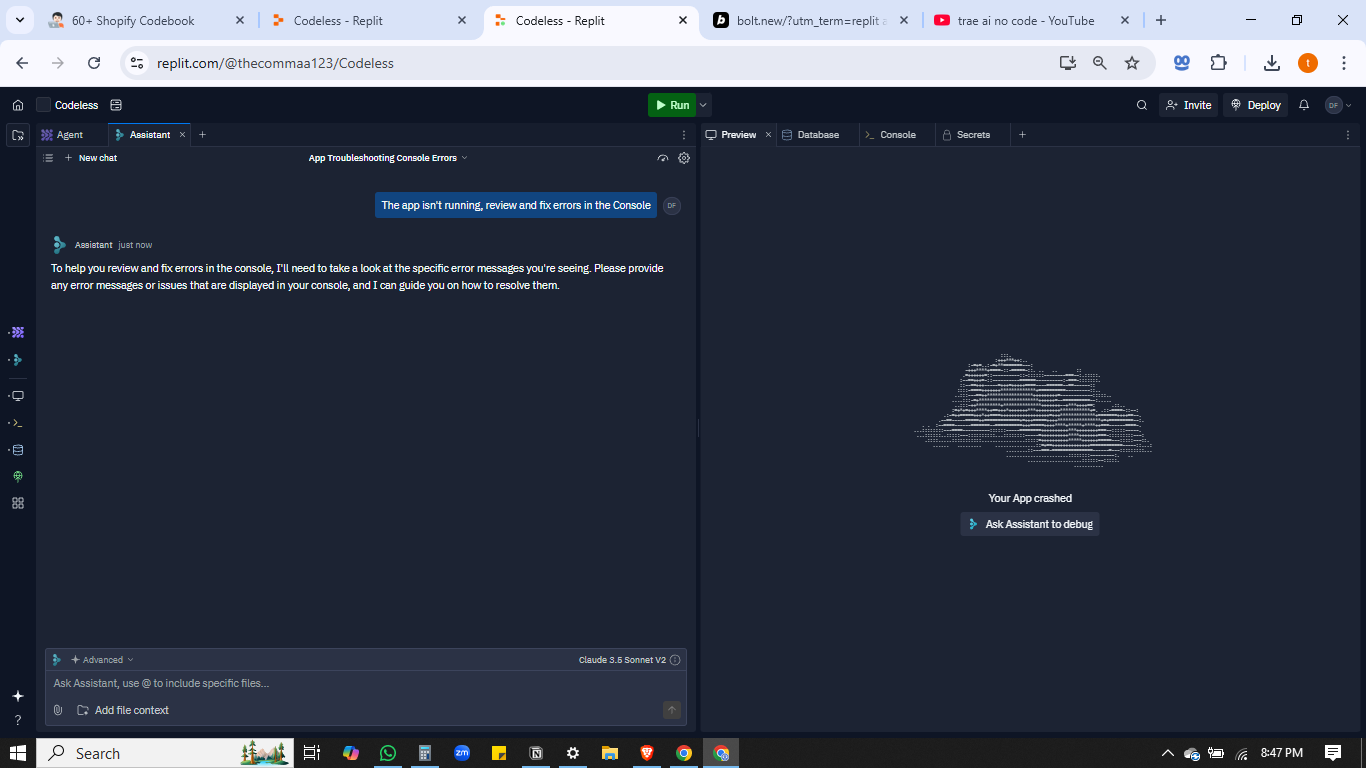 60+ Shopify Codebook
Codeless - Replit
Codeless - Replit
bolt.new/?utm_term=replit a
trae ai no code - YouTube
replit.com/@thecommaa123/Codeless
t
Codeless
Run
Invite
Deploy
DF
Agent
Assistant
Preview
Database
Console
Secrets
New chat
App Troubleshooting Console Errors
The app isn't running, review and fix errors in the Console
DF
Assistant just now
To help you review and fix errors in the console, I'll need to take a look at the specific error messages you're seeing. Please provide
any error messages or issues that are displayed in your console, and I can guide you on how to resolve them.
Your App crashed
Ask Assistant to debug
Advanced
Claude 3.5 Sonnet V2
Ask Assistant, use @ to include specific files...
Add file context
?
Search
zm
8:47 PM